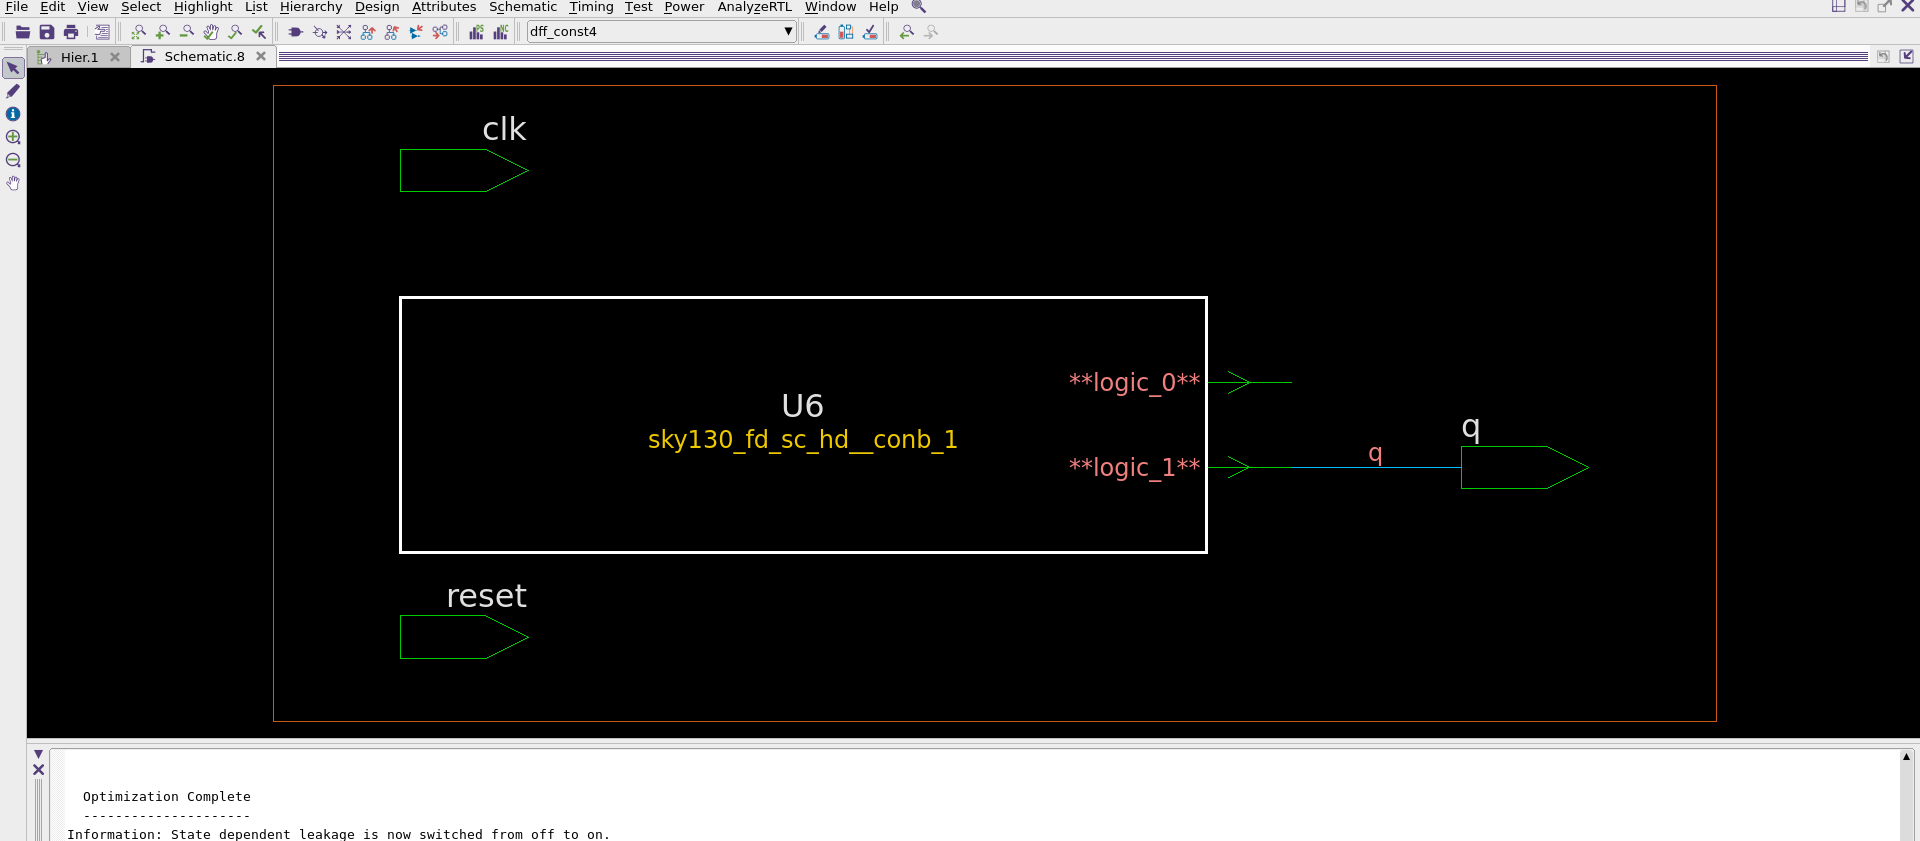 File Edit View Select Highlight List Hierarchy Design Attributes Schematic Timing Test Power AnalyzeRTL Window Help
dff_const4
Hier.1 Schematic.8
clk
**logic_0**
U6
sky130_fd_sc_hd__conb_1
q
q
**logic_1**
reset
Optimization Complete
---------------------
Information: State dependent leakage is now switched from off to on.